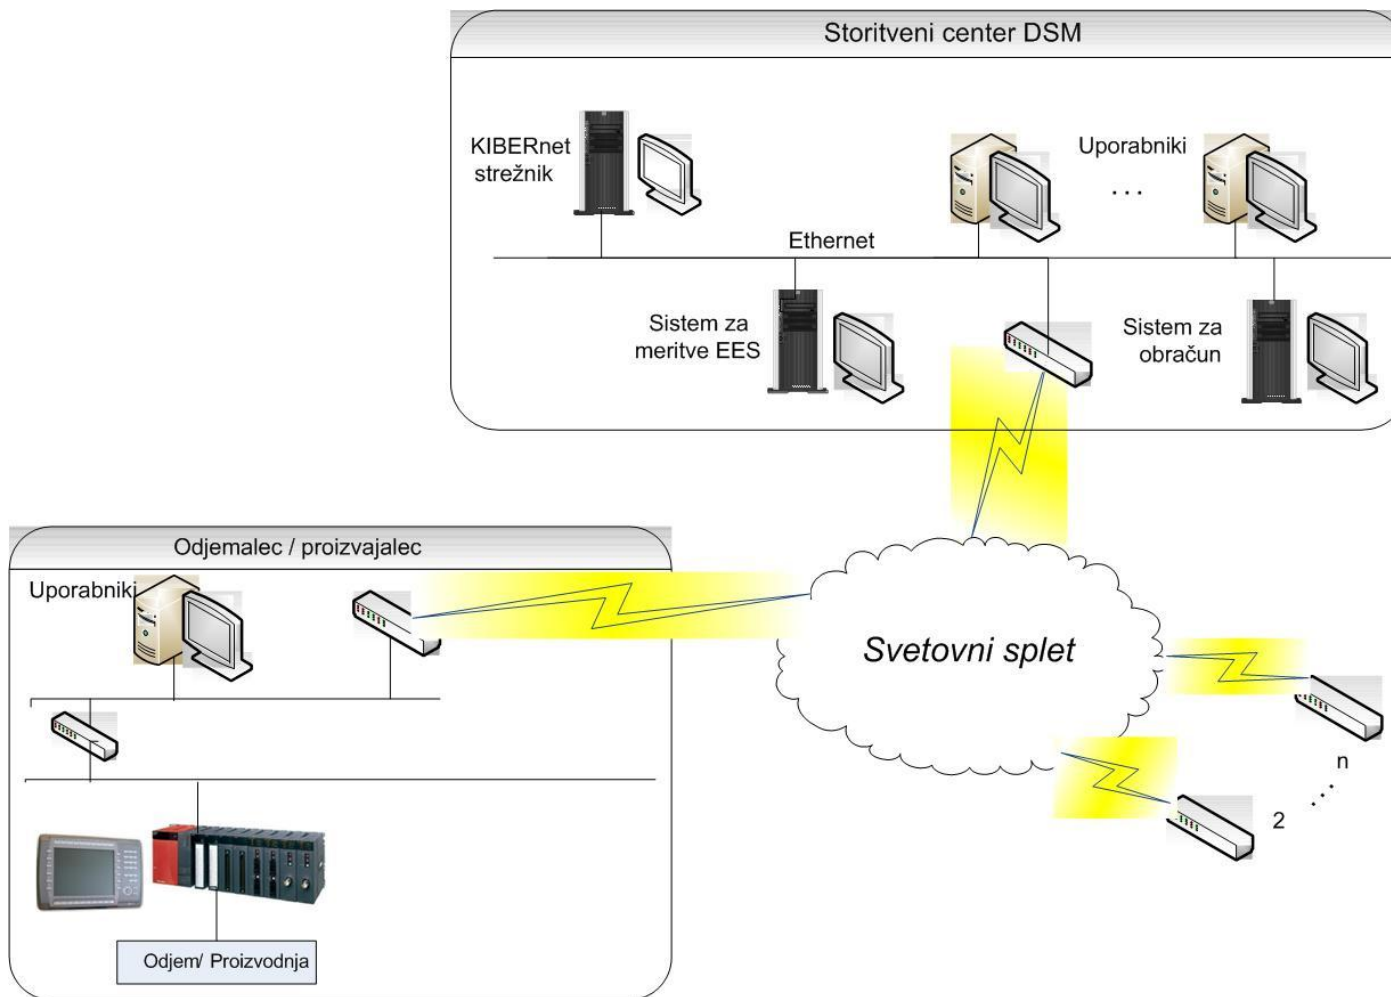 Storitveni center DSM
KIBERnet
strežnik
Uporabniki
...
Ethernet
Sistem za
meritve EES
Sistem za
obračun
Odjemalec / proizvajalec
Uporabniki
Svetovni splet
n
...
2
Odjem/ Proizvodnja